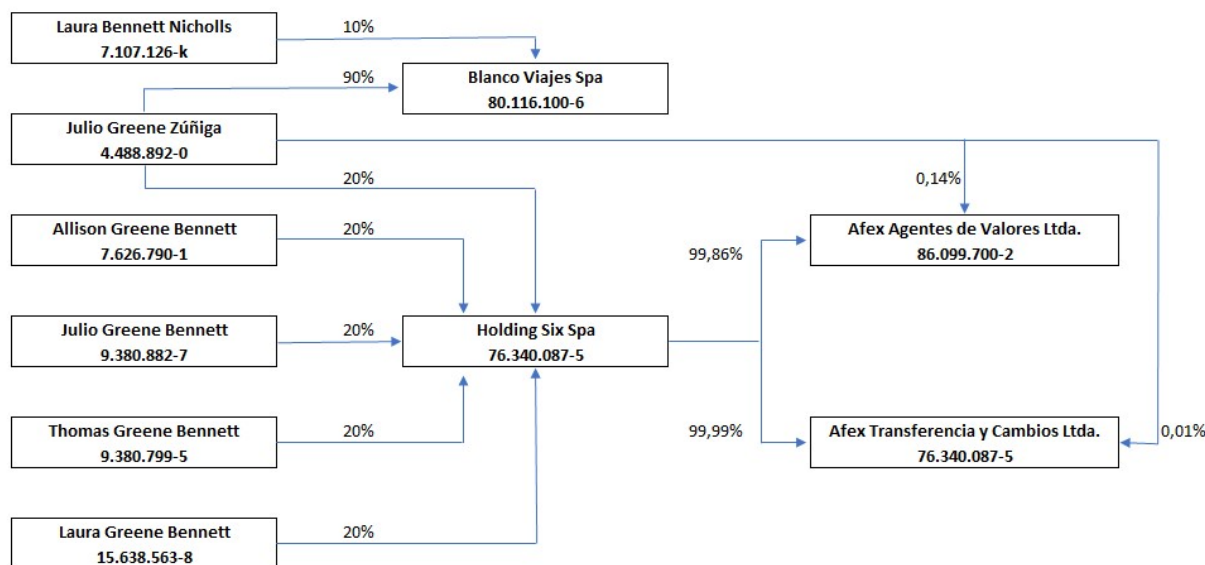 Laura Bennett Nicholls
7.107.126-k
10%
90%
Blanco Viajes Spa
80.116.100-6
Julio Greene Zúñiga
4.488.892-0
20%
0,14%
Allison Greene Bennett
7.626.790-1
20%
99,86%
Afex Agentes de Valores Ltda.
86.099.700-2
Julio Greene Bennett
9.380.882-7
20%
Holding Six Spa
76.340.087-5
Thomas Greene Bennett
9.380.799-5
20%
99,99%
Afex Transferencia y Cambios Ltda.
76.340.087-5
0,01%
Laura Greene Bennett
15.638.563-8
20%